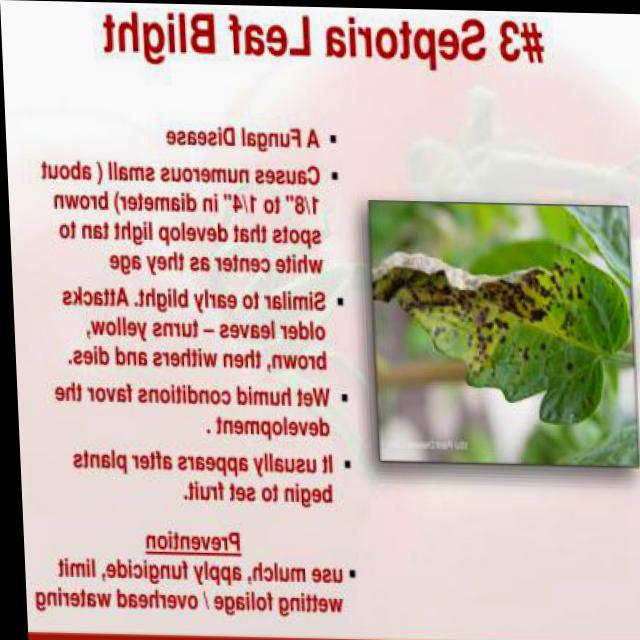 #3 Septoria Leaf Blight
▪ A Fungal Disease
▪ Causes numerous small ( about
1/8" to 1/4" in diameter) brown
spots that develop light tan to
white center as they age
▪ Similar to early blight. Attacks
older leaves – turns yellow,
brown, then withers and dies.
▪ Wet humid conditions favor the
development .
▪ It usually appears after plants
begin to set fruit.
Prevention
▪ use mulch, apply fungicide, limit
wetting foliage / overhead watering